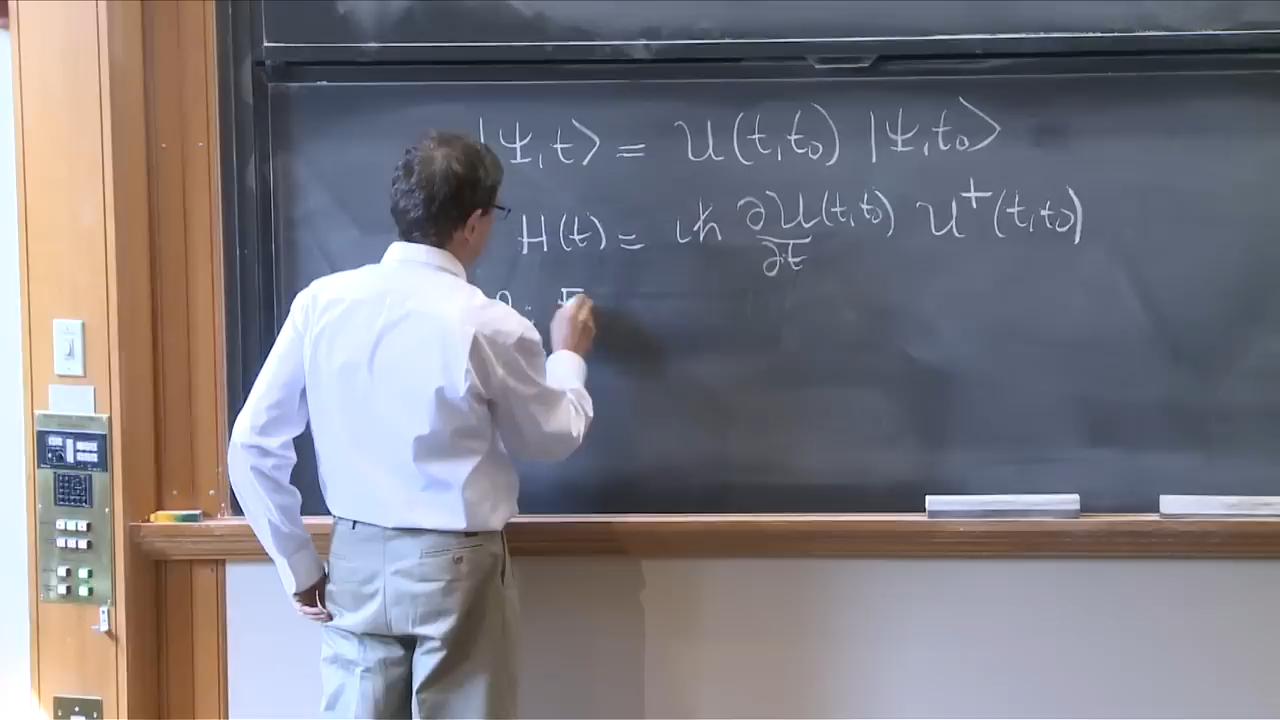 |Ψ,t⟩ = U(t,t₀) |Ψ,t₀⟩
H(t) = iħ ∂U(t,t₀)/∂t U†(t,t₀)